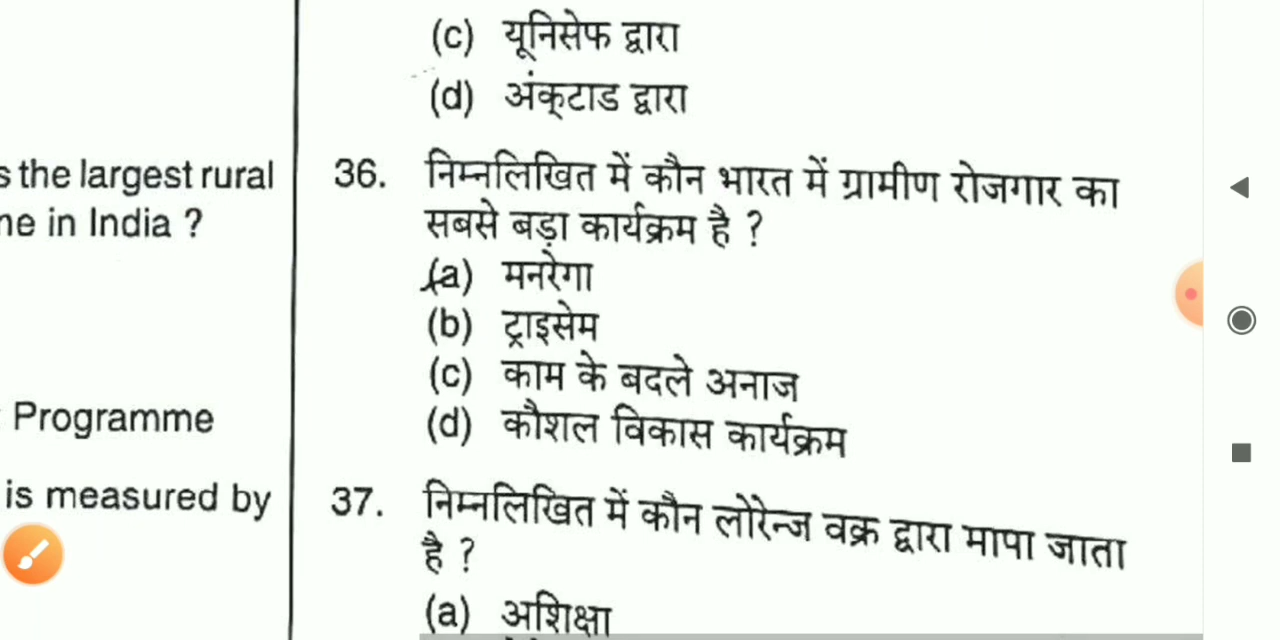 (c) यूनिसेफ द्वारा
(d) अंक्टाड द्वारा
s the largest rural
ne in India ?
Programme
is measured by
36. निम्नलिखित में कौन भारत में ग्रामीण रोजगार का
सबसे बड़ा कार्यक्रम है ?
(a) मनरेगा
(b) ट्राइसेम
(c) काम के बदले अनाज
(d) कौशल विकास कार्यक्रम
37. निम्नलिखित में कौन लोरेन्ज वक्र द्वारा मापा जाता
है ?
(a) अशिक्षा